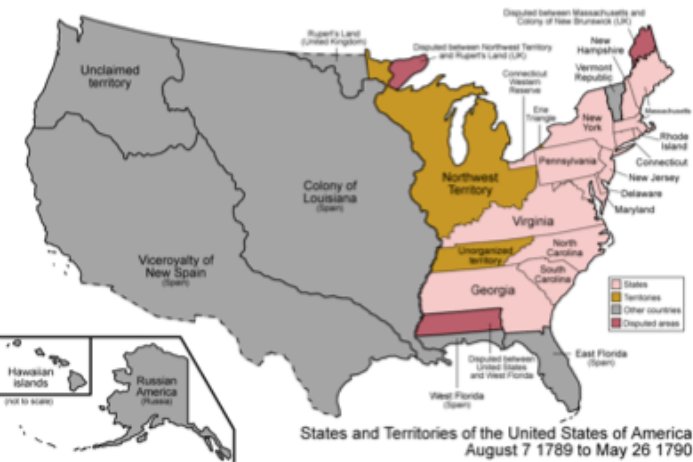 Disputed between Massachusetts and
Colony of New Brunswick (UK)
Rupert's Land
(United Kingdom)
Disputed between Northwest Territory
and Rupert's Land (UK)
New
Hampshire
Vermont
Republic
Unclaimed
territory
Connecticut
Western
Reserve
Erie
Triangle
Massachusetts
New
York
Rhode
Island
Connecticut
Pennsylvania
New Jersey
Delaware
Maryland
Northwest
Territory
Colony of
Louisiana
(Spain)
Virginia
Unorganized
territory
North
Carolina
South
Carolina
Viceroyalty of
New Spain
(Spain)
Georgia
States
Territories
Other countries
Disputed areas
Disputed between
United States
and West Florida
East Florida
(Spain)
West Florida
(Spain)
Hawaiian
islands
(not to scale)
Russian
America
(Russia)
States and Territories of the United States of America
August 7 1789 to May 26 1790